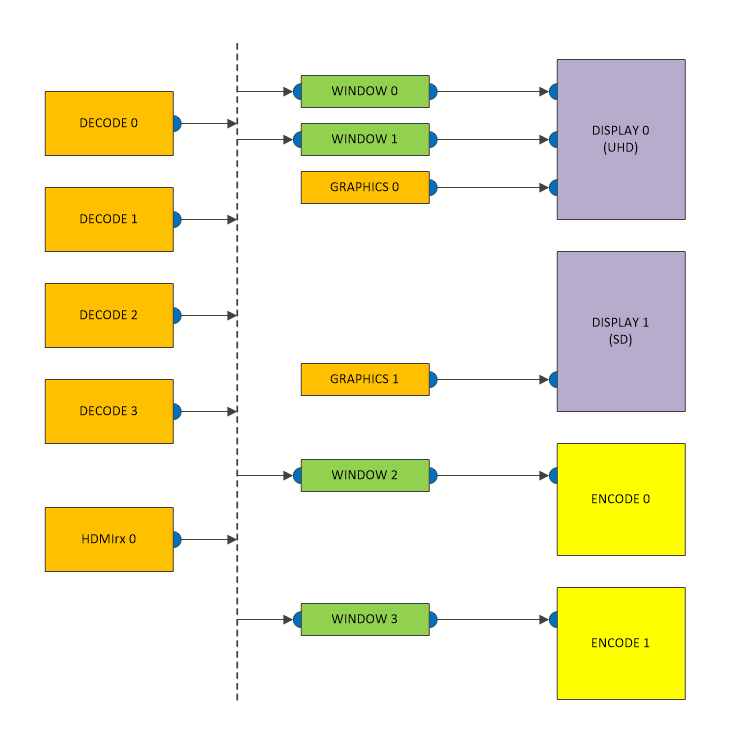 DECODE 0
DECODE 1
DECODE 2
DECODE 3
HDMIrx 0
WINDOW 0
WINDOW 1
GRAPHICS 0
GRAPHICS 1
WINDOW 2
WINDOW 3
DISPLAY 0
(UHD)
DISPLAY 1
(SD)
ENCODE 0
ENCODE 1